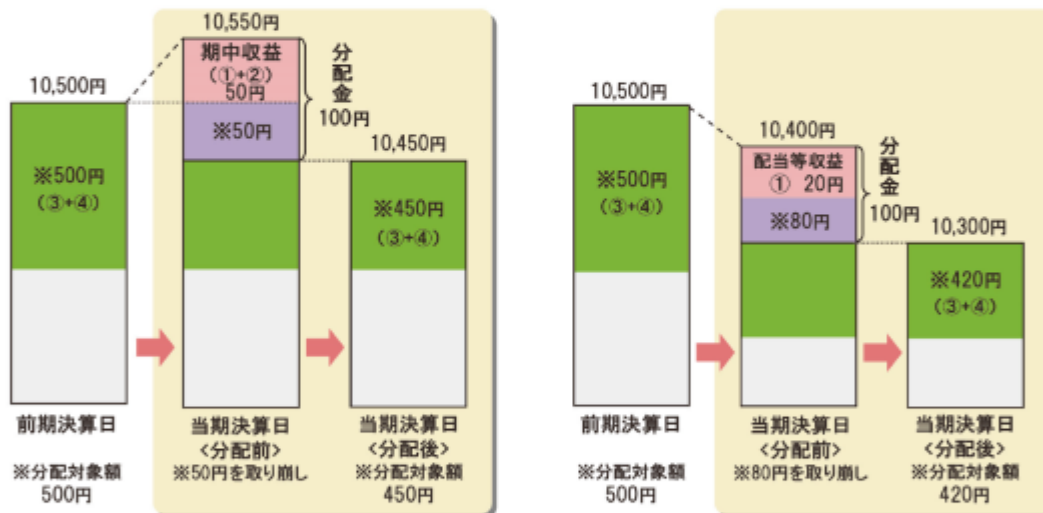 10,550円
期中収益
(①+②)
50円
分配金
100円
10,500円
※50円
10,450円
※500円
(③+④)
※450円
(③+④)
前期決算日
当期決算日
<分配前>
当期決算日
<分配後>
※50円を取り崩し
※分配対象額
500円
※分配対象額
450円
10,500円
10,400円
配当等収益
① 20円
分配金
100円
※500円
(③+④)
※80円
10,300円
※420円
(③+④)
前期決算日
当期決算日
<分配前>
当期決算日
<分配後>
※80円を取り崩し
※分配対象額
500円
※分配対象額
420円